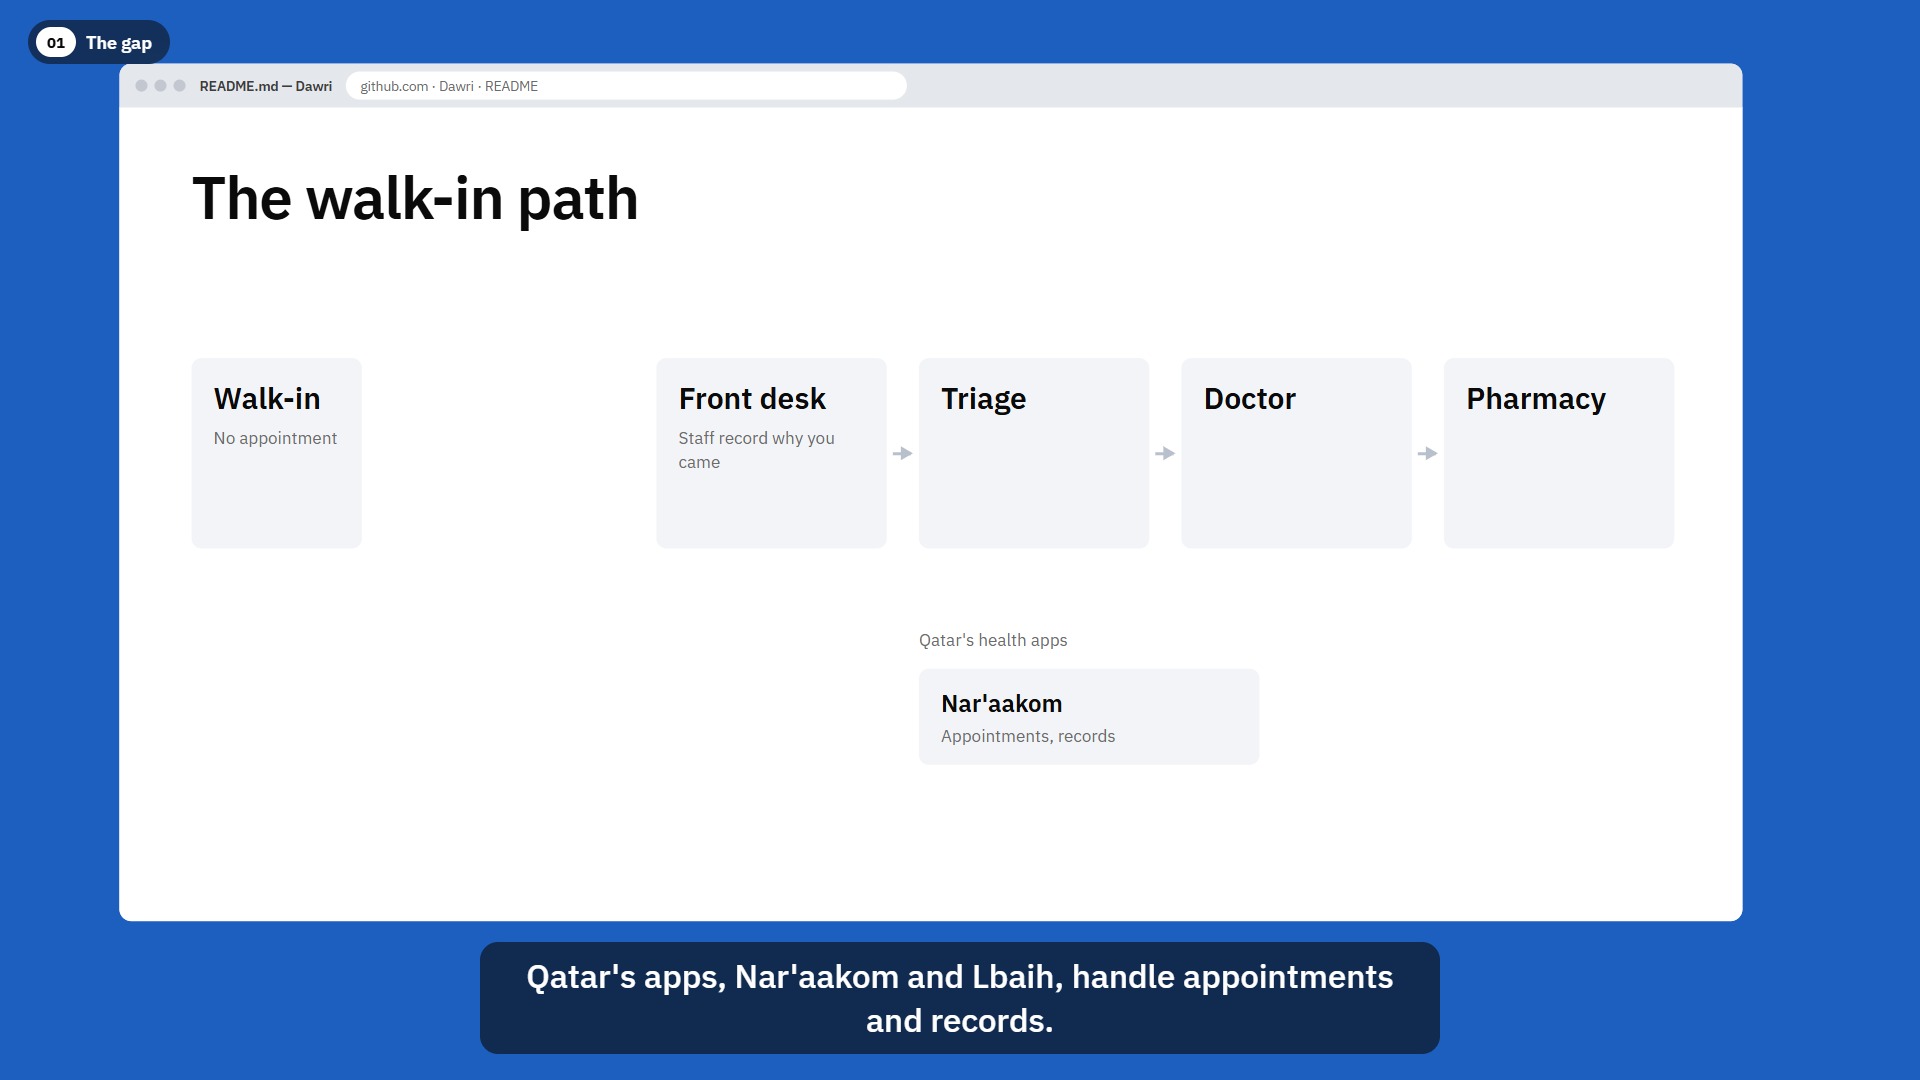 01 The gap
README.md — Dawri
github.com · Dawri · README
The walk-in path
Walk-in
No appointment
Front desk
Staff record why you
came
Triage
Doctor
Pharmacy
Qatar's health apps
Nar'aakom
Appointments, records
Qatar's apps, Nar'aakom and Lbaih, handle appointments
and records.